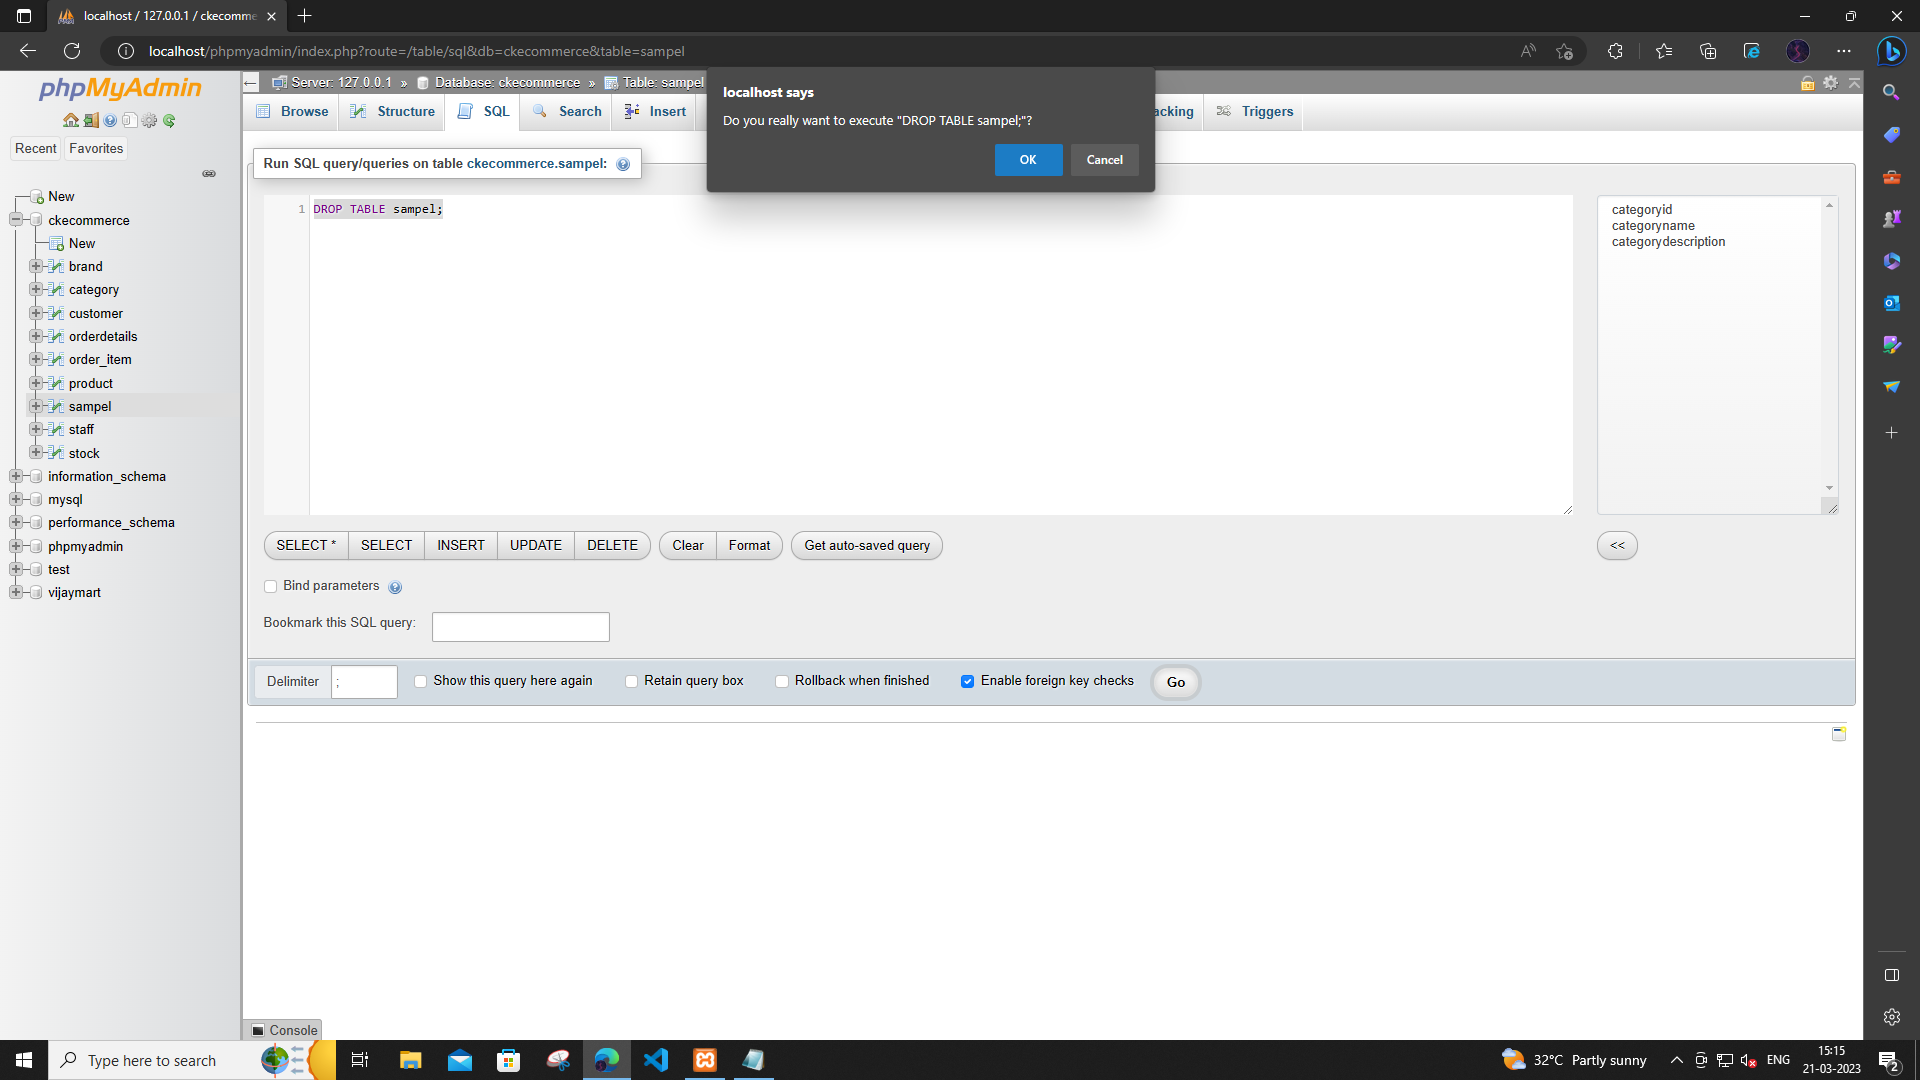 localhost / 127.0.0.1 / ckecomme
localhost/phpmyadmin/index.php?route=/table/sql&db=ckecommerce&table=sampel
phpMyAdmin
Recent Favorites
New
ckecommerce
New
brand
category
customer
orderdetails
order_item
product
sampel
staff
stock
information_schema
mysql
performance_schema
phpmyadmin
test
vijaymart
Server: 127.0.0.1 » Database: ckecommerce » Table: sampel
Browse Structure SQL Search Insert acking Triggers
localhost says
Do you really want to execute "DROP TABLE sampel;"?
OK Cancel
Run SQL query/queries on table ckecommerce.sampel:
1 DROP TABLE sampel;
categoryid
categoryname
categorydescription
SELECT * SELECT INSERT UPDATE DELETE Clear Format Get auto-saved query <<
Bind parameters
Bookmark this SQL query:
Delimiter ; Show this query here again Retain query box Rollback when finished Enable foreign key checks Go
Console
Type here to search
32°C Partly sunny
ENG
15:15
21-03-2023
2